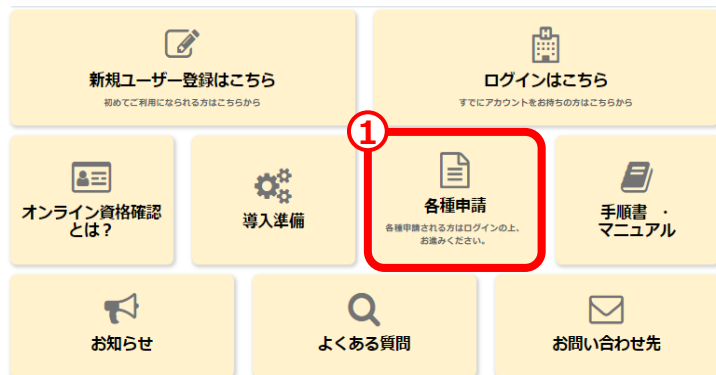 新規ユーザー登録はこちら
初めてご利用になられる方はこちらから
ログインはこちら
すでにアカウントをお持ちの方はこちらから
①
オンライン資格確認
とは？
導入準備
各種申請
各種申請される方はログインの上、
お進みください。
手順書 ・
マニュアル
お知らせ
よくある質問
お問い合わせ先